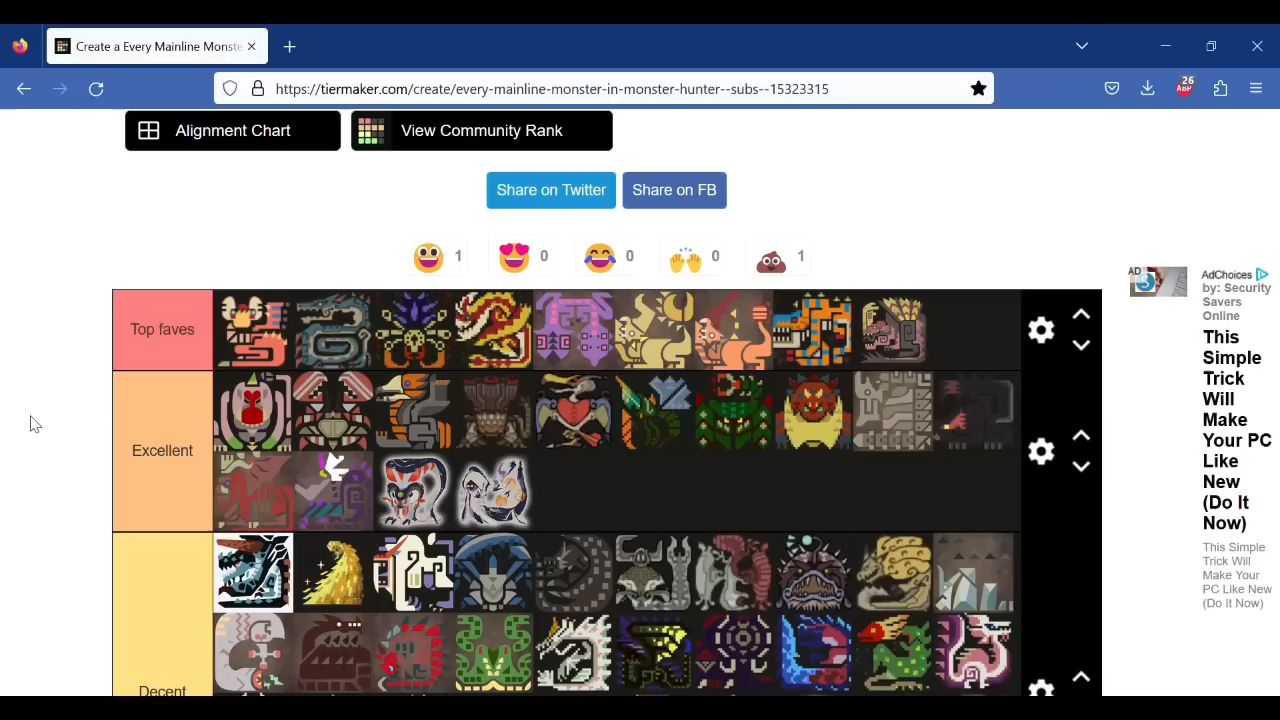 Create a Every Mainline Monste
26
ABP
https://tiermaker.com/create/every-mainline-monster-in-monster-hunter--subs--15323315
Alignment Chart
View Community Rank
Share on Twitter
Share on FB
1
0
0
0
1
AD
AdChoices
by: Security
Savers
Online
This
Simple
Trick
Will
Make
Your PC
Like
New
(Do It
Now)
This Simple
Trick Will
Make Your
PC Like New
(Do It Now)
Top faves
Excellent
Decent